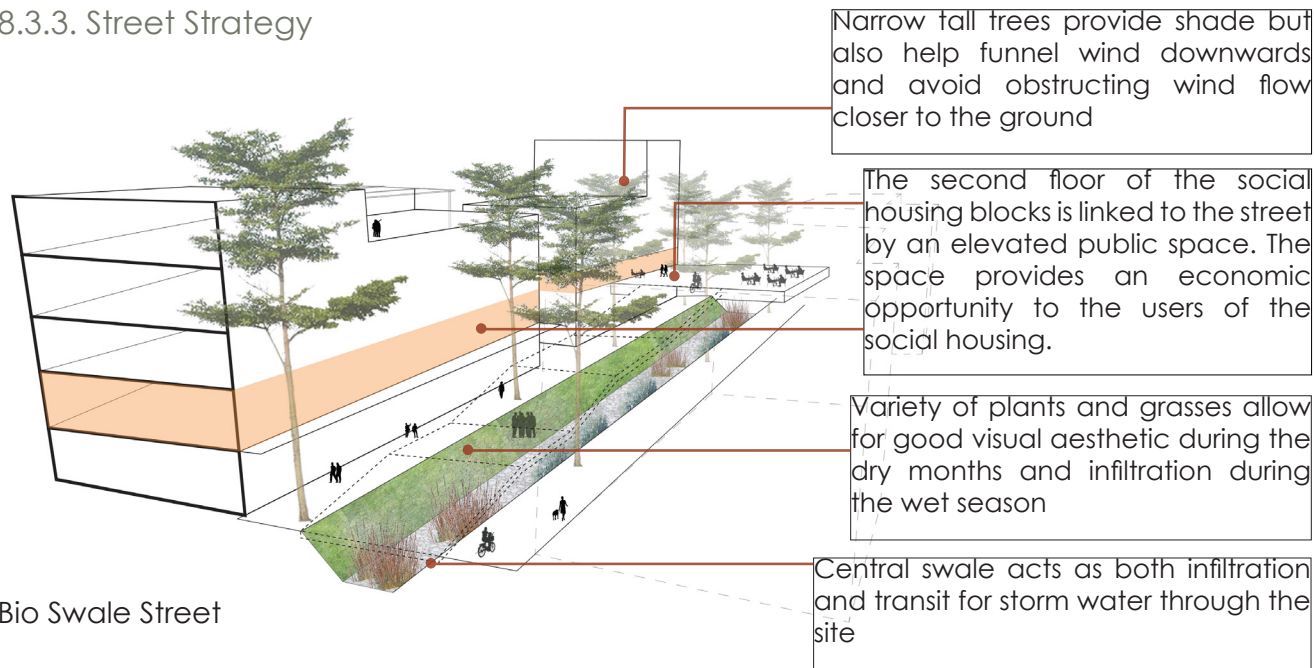 8.3.3. Street Strategy
Narrow tall trees provide shade but
also help funnel wind downwards
and avoid obstructing wind flow
closer to the ground
The second floor of the social
housing blocks is linked to the street
by an elevated public space. The
space provides an economic
opportunity to the users of the
social housing.
Variety of plants and grasses allow
for good visual aesthetic during the
dry months and infiltration during
the wet season
Central swale acts as both infiltration
and transit for storm water through the
site
Bio Swale Street